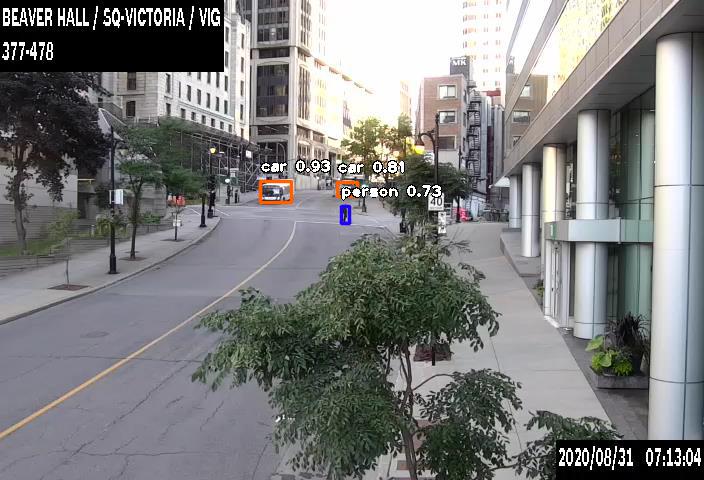 BEAVER HALL / SQ-VICTORIA / VIG
377-478
MK
car 0.93
car 0.81
person 0.73
40
2020/08/31 07:13:04